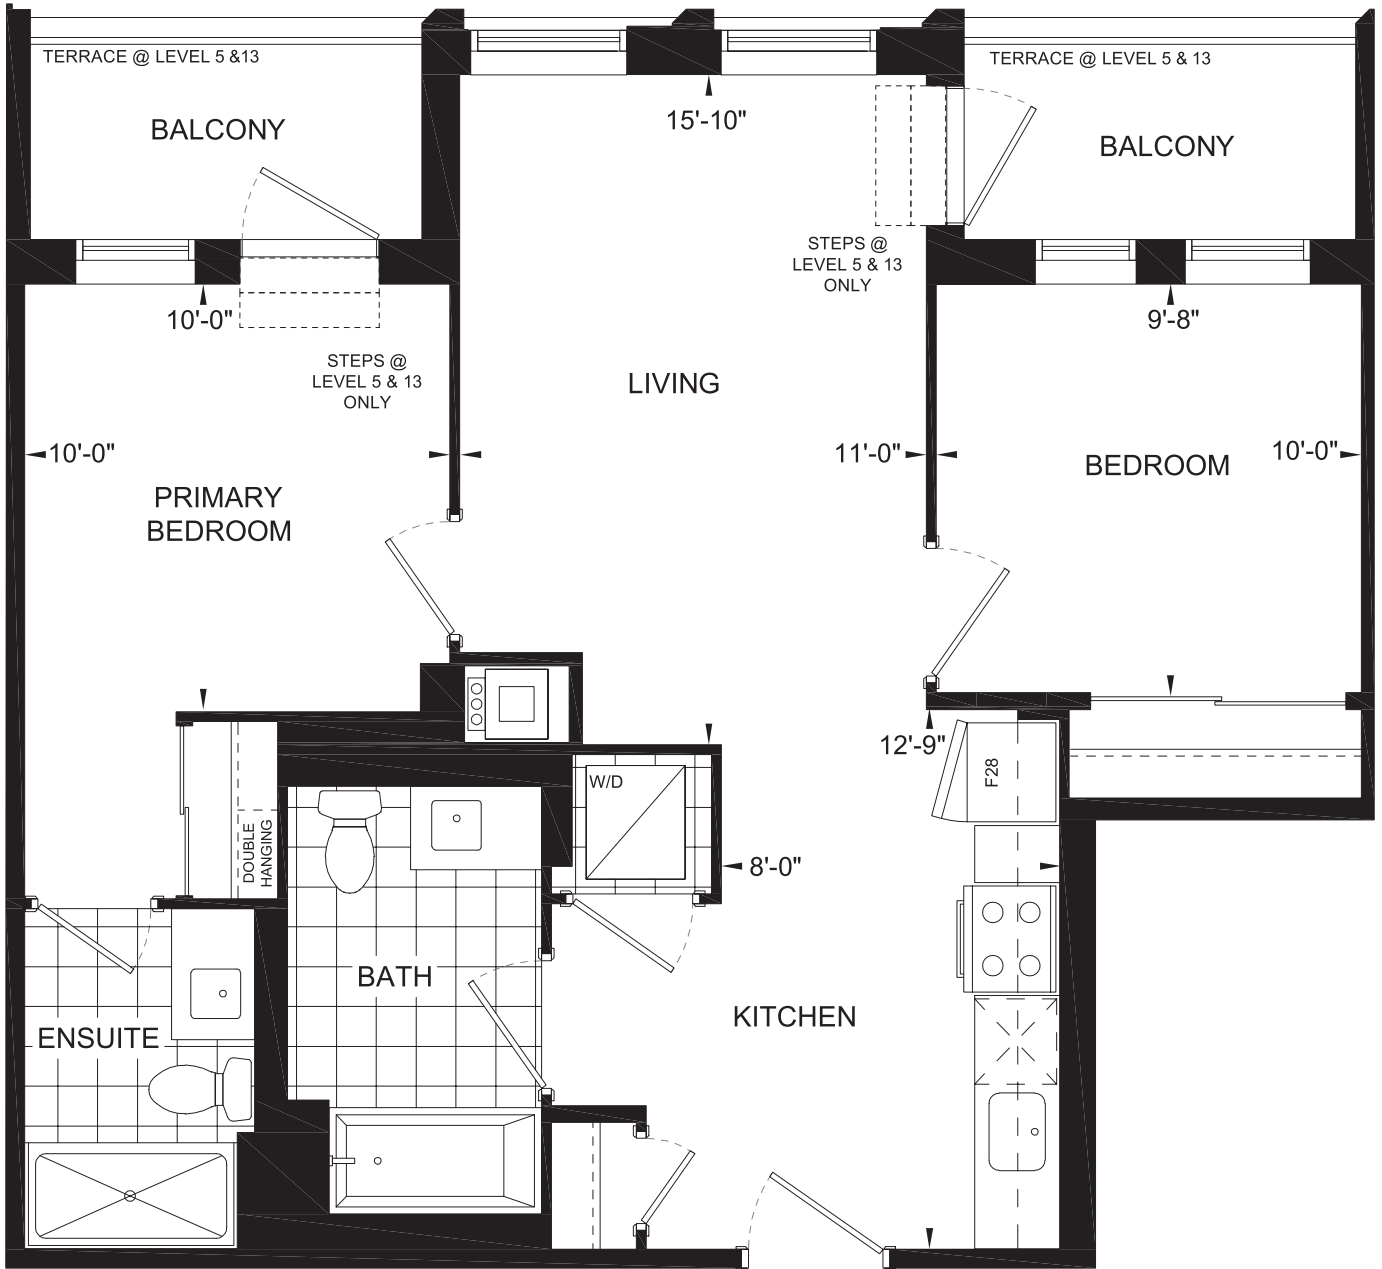 TERRACE @ LEVEL 5 &13
TERRACE @ LEVEL 5 & 13
BALCONY
15'-10"
BALCONY
STEPS @
LEVEL 5 & 13
ONLY
10'-0"
9'-8"
STEPS @
LEVEL 5 & 13
ONLY
LIVING
10'-0"
11'-0"
10'-0"
BEDROOM
PRIMARY
BEDROOM
12'-9"
F28
W/D
DOUBLE
HANGING
8'-0"
BATH
KITCHEN
ENSUITE